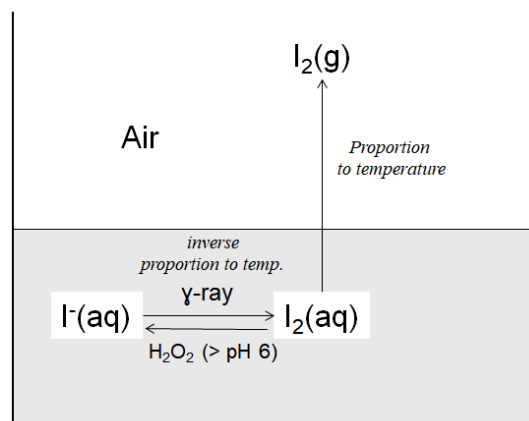 I₂(g)
Air
Proportion
to temperature
inverse
proportion to temp.
ɣ-ray
I⁻(aq)
I₂(aq)
H₂O₂ (> pH 6)